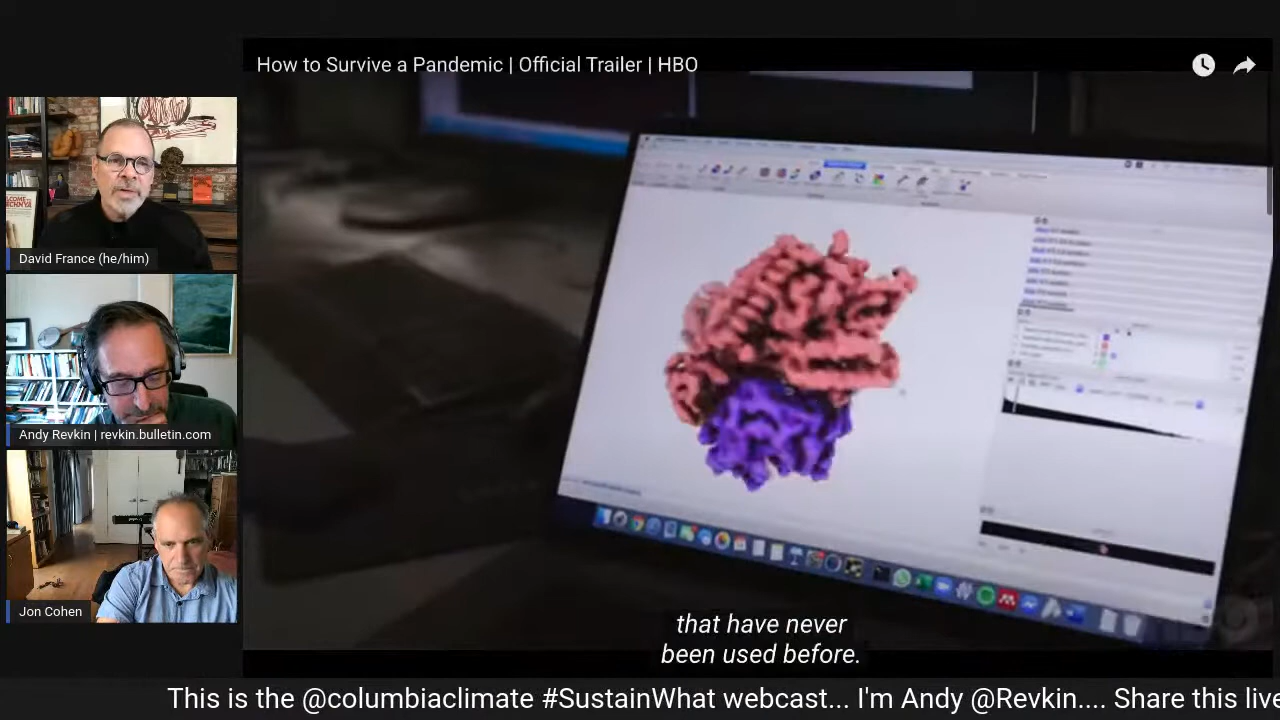 How to Survive a Pandemic | Official Trailer | HBO
David France (he/him)
Andy Revkin | revkin.bulletin.com
Jon Cohen
that have never
been used before.
This is the @columbiaclimate #SustainWhat webcast... I'm Andy @Revkin.... Share this live